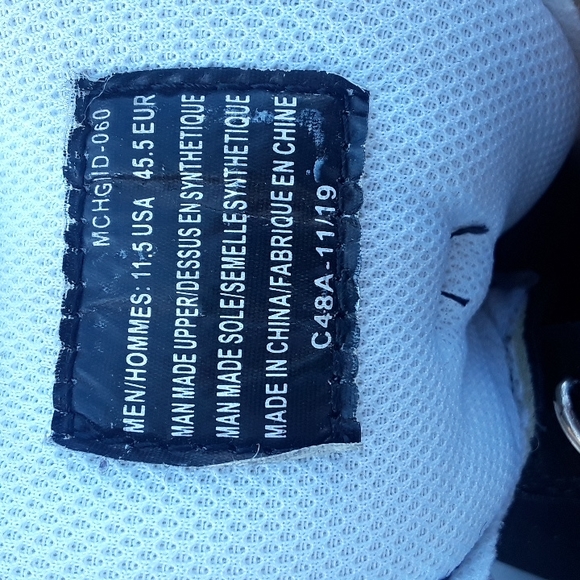 MCHGIID-060
MEN/HOMMES: 11.5 USA 45.5 EUR
MAN MADE UPPER/DESSUS EN SYNTHETIQUE
MAN MADE SOLE/SEMELLE SYNTHETIQUE
MADE IN CHINA/FABRIQUE EN CHINE
C48A-11/19